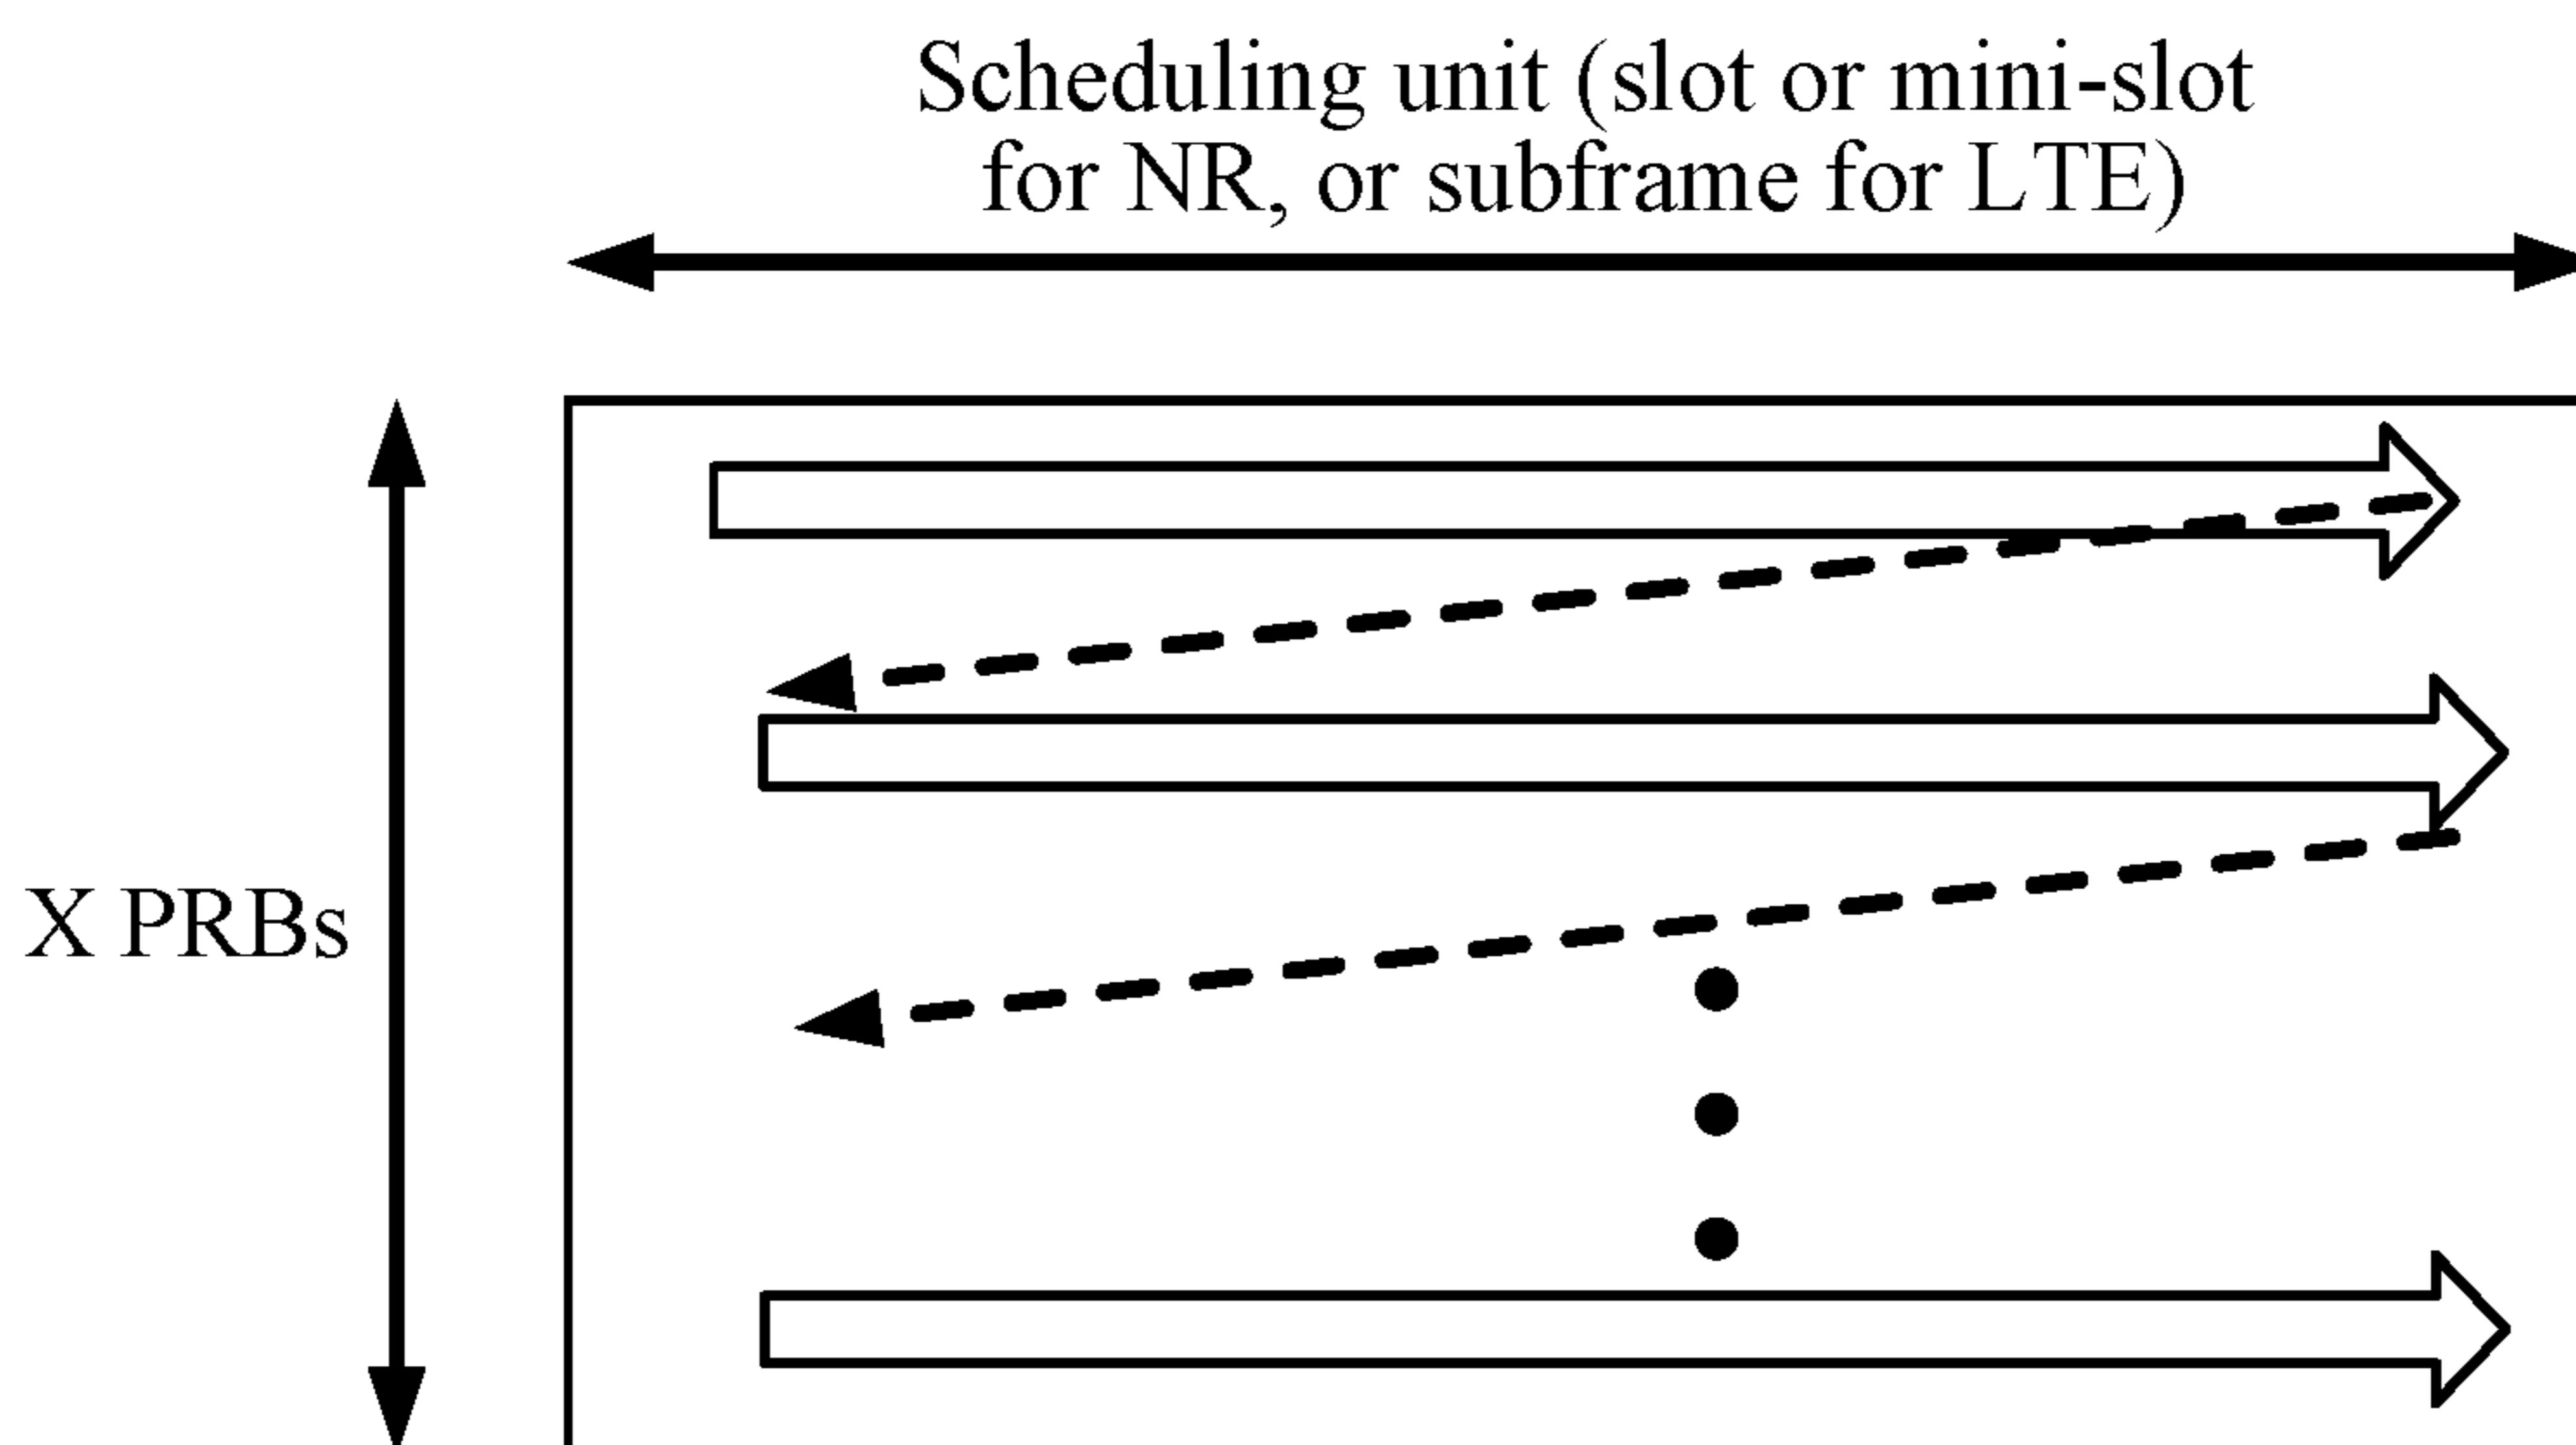 Scheduling unit (slot or mini-slot
for NR, or subframe for LTE)
X PRBs